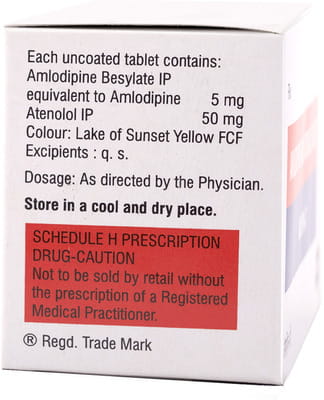 Each uncoated tablet contains:
Amlodipine Besylate IP
equivalent to Amlodipine 5 mg
Atenolol IP 50 mg
Colour: Lake of Sunset Yellow FCF
Excipients : q. s.
Dosage: As directed by the Physician.
Store in a cool and dry place.
SCHEDULE H PRESCRIPTION
DRUG-CAUTION
Not to be sold by retail without
the prescription of a Registered
Medical Practitioner.
® Regd. Trade Mark